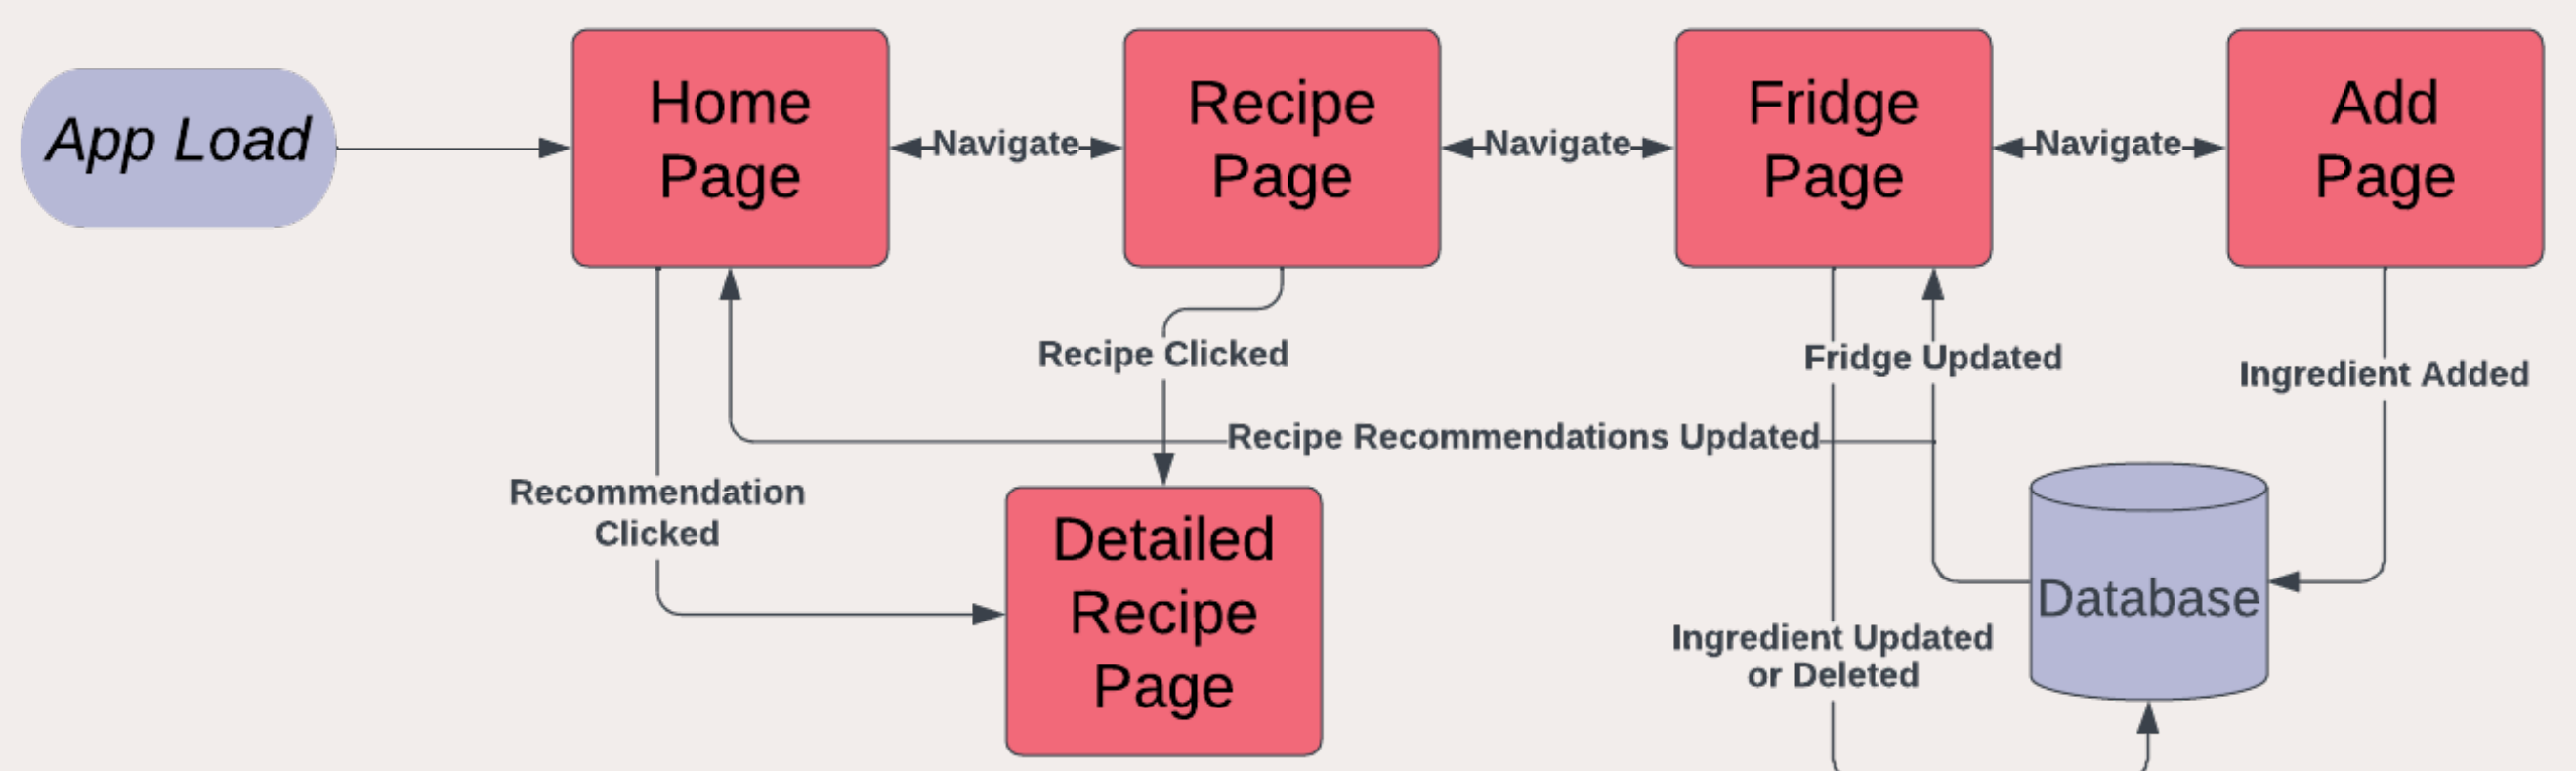 App Load
Home
Page
Navigate
Recipe
Page
Navigate
Fridge
Page
Navigate
Add
Page
Recipe Clicked
Fridge Updated
Ingredient Added
Recipe Recommendations Updated
Recommendation
Clicked
Detailed
Recipe
Page
Database
Ingredient Updated
or Deleted